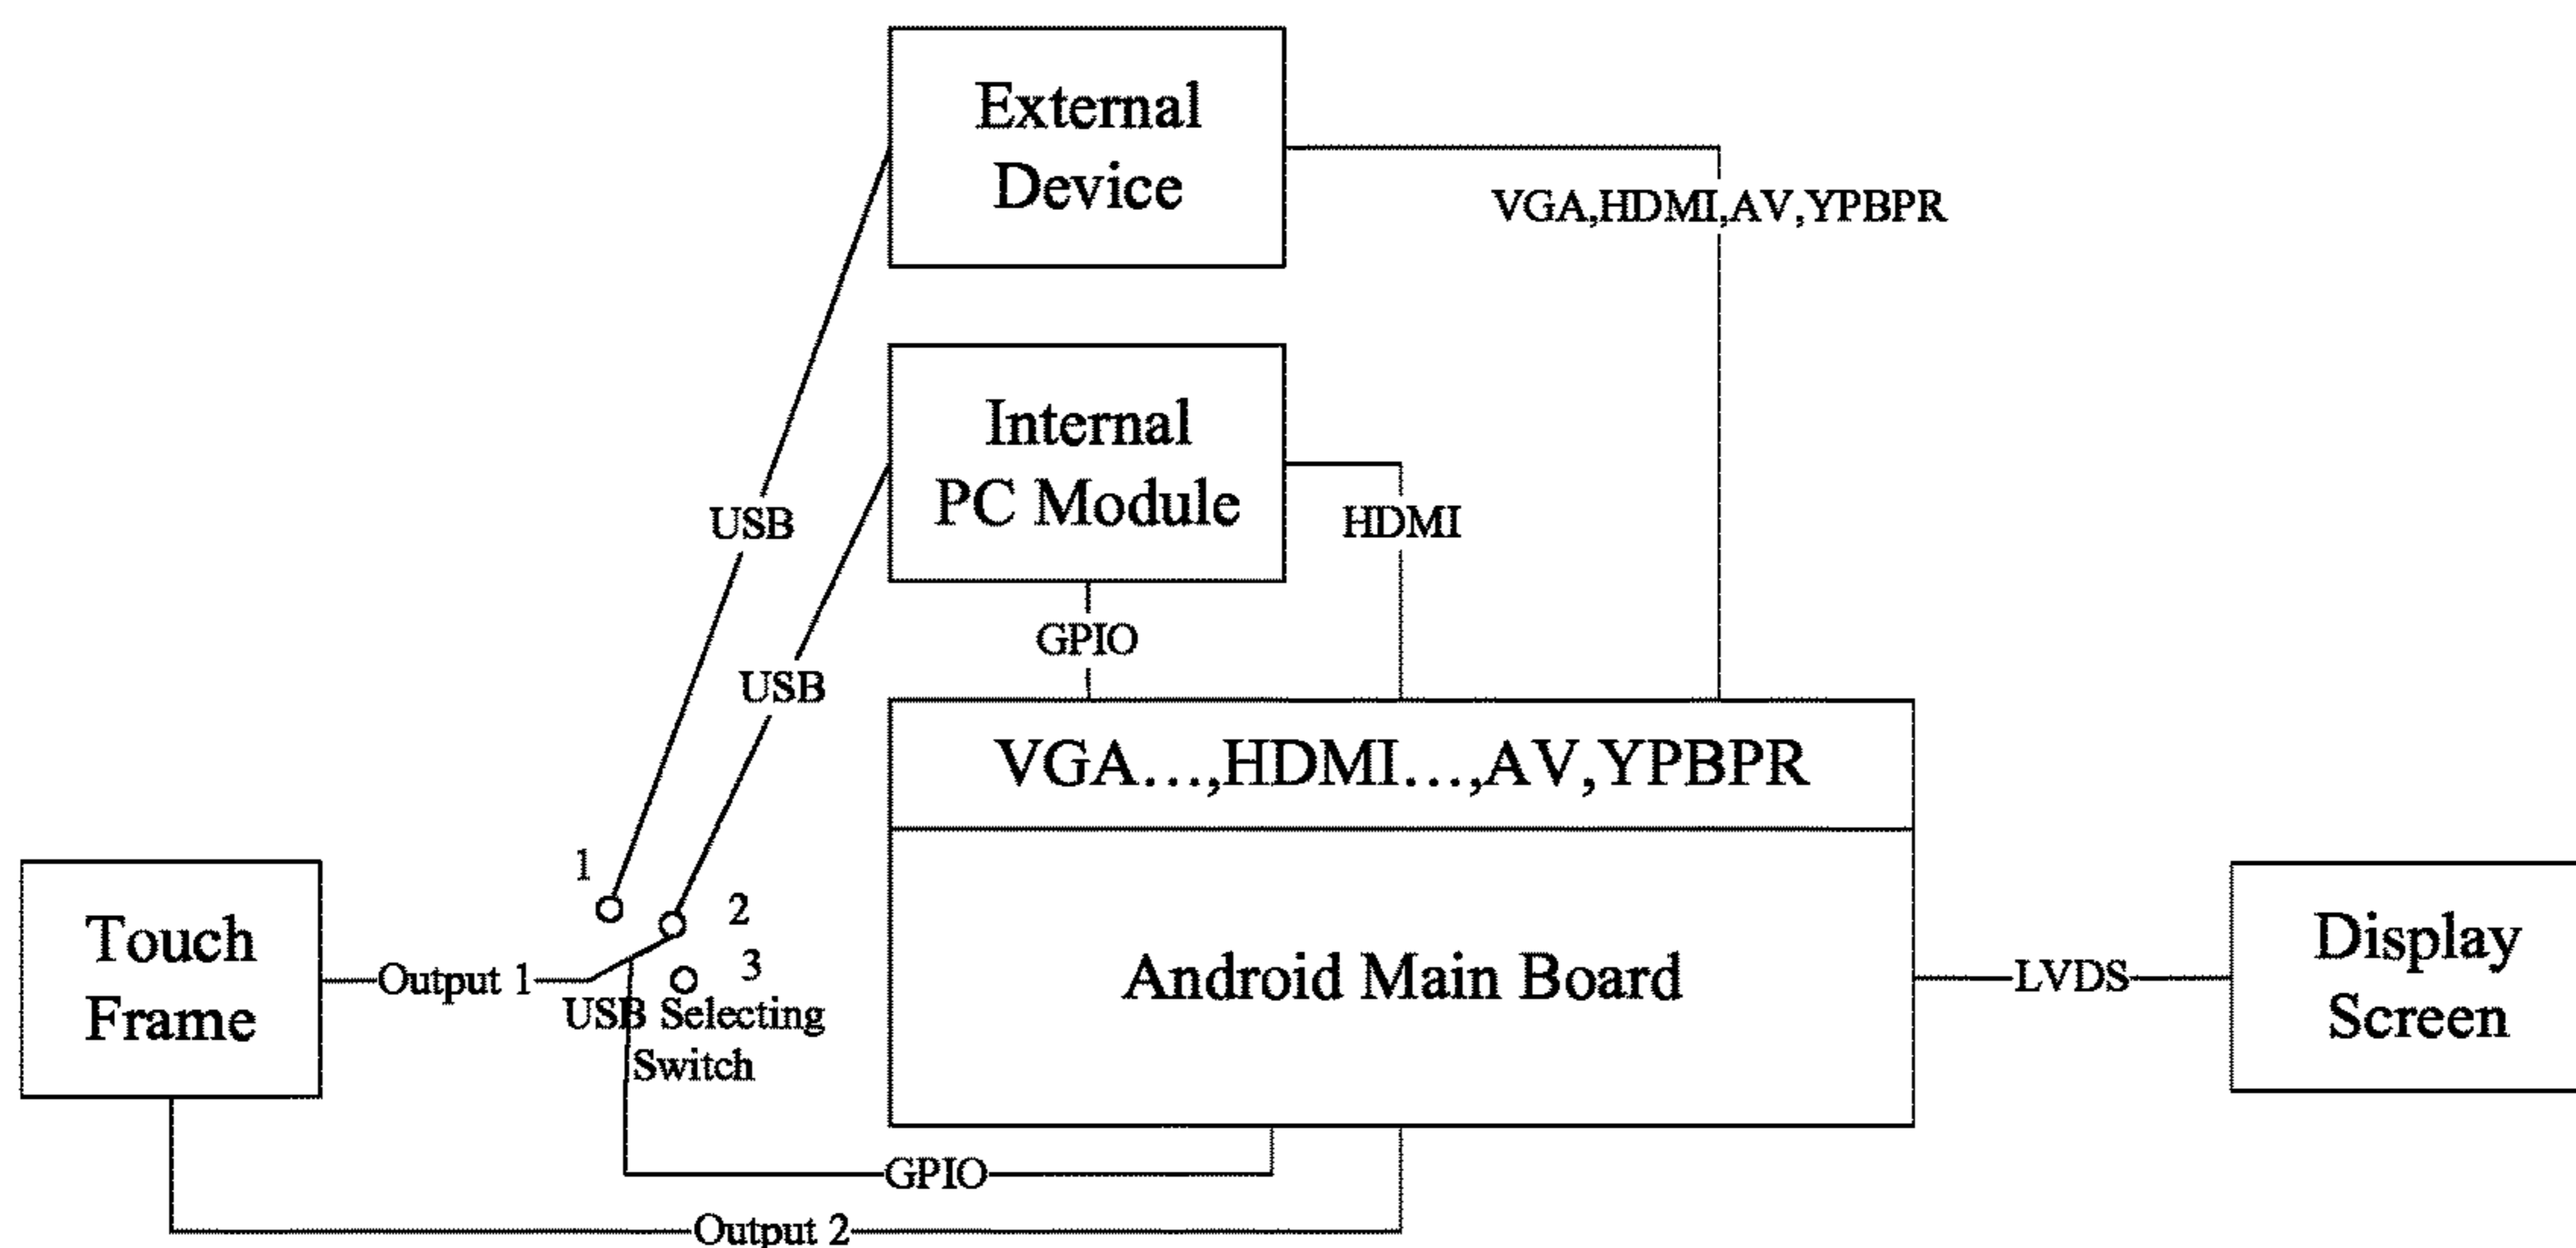 External
Device
VGA,HDMI,AV,YPBPR
Internal
PC Module
USB
HDMI
GPIO
USB
VGA...,HDMI...,AV,YPBPR
1
2
3
Touch
Frame
Output 1
USB Selecting
Switch
Android Main Board
LVDS
Display
Screen
GPIO
Output 2